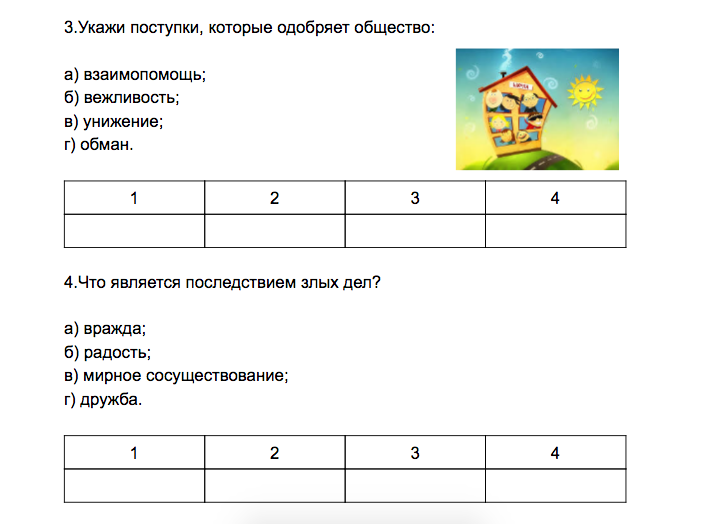 3.Укажи поступки, которые одобряет общество:
а) взаимопомощь;
б) вежливость;
в) унижение;
г) обман.
1 2 3 4
4.Что является последствием злых дел?
а) вражда;
б) радость;
в) мирное сосуществование;
г) дружба.
1 2 3 4